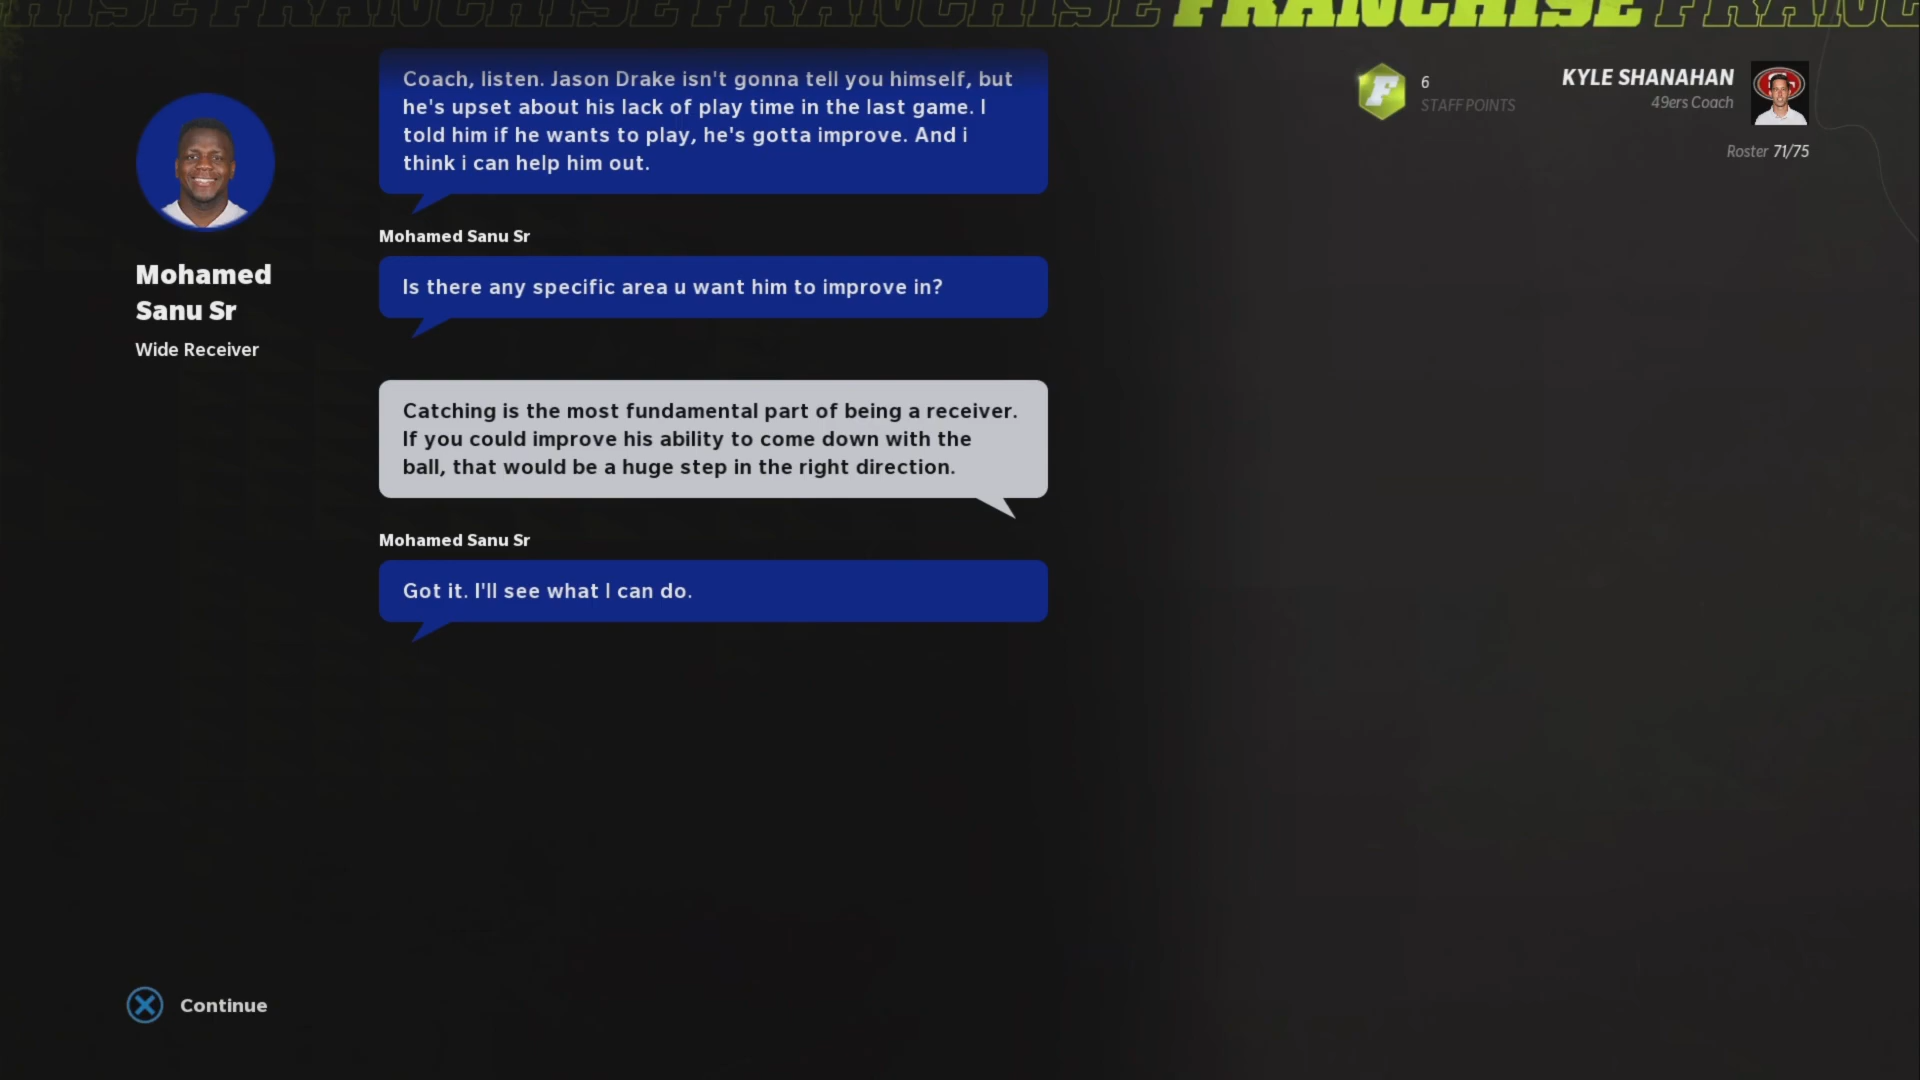 FRANCHISE FRANCHISE FRANCHISE FRANCHISE
6
STAFF POINTS
KYLE SHANAHAN
49ers Coach
Roster 71/75
Mohamed
Sanu Sr
Wide Receiver
Coach, listen. Jason Drake isn't gonna tell you himself, but
he's upset about his lack of play time in the last game. I
told him if he wants to play, he's gotta improve. And i
think i can help him out.
Mohamed Sanu Sr
Is there any specific area u want him to improve in?
Catching is the most fundamental part of being a receiver.
If you could improve his ability to come down with the
ball, that would be a huge step in the right direction.
Mohamed Sanu Sr
Got it. I'll see what I can do.
Continue